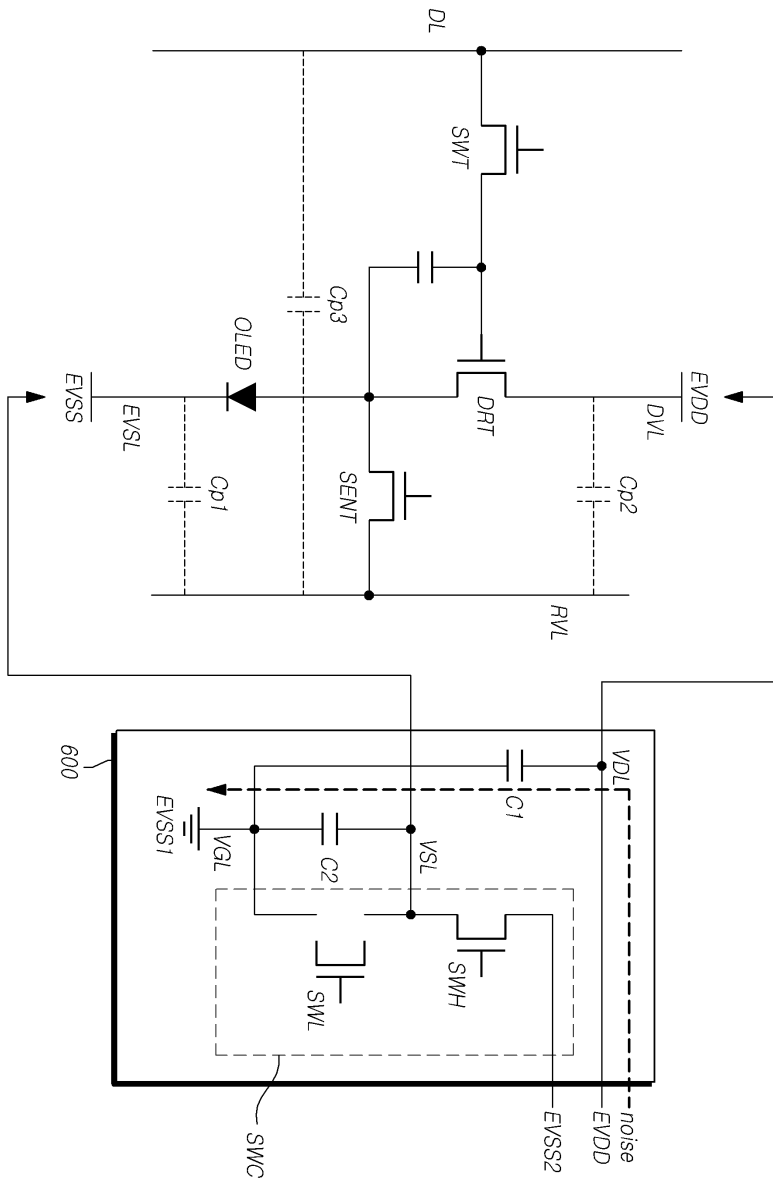 DL
SWT
Cp3
OLED
DRT
EVDD
DVL
EVSS
EVSL
Cp1
SENT
Cp2
RVL
600
VDL
C1
EVSS1
VGL
C2
VSL
SWL
SWH
SWC
EVSS2
EVDD
noise